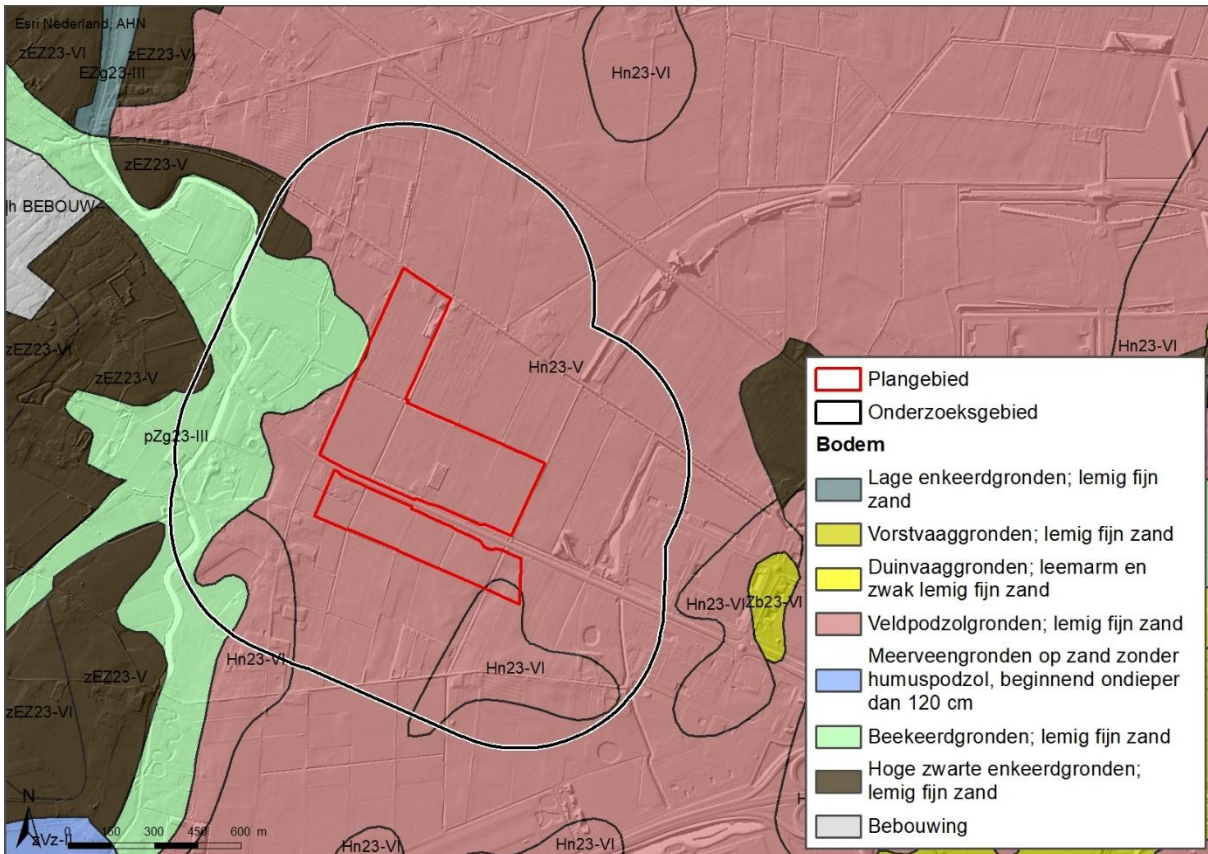 Esri Nederland, AHN
zEZ23-VI
zEZ23-V
EZg23-III
Hn23-VI
zEZ23-V
h BEBOUW
zEZ23-VI
zEZ23-V
Hn23-V
Hn23-VI
pZg23-III
Hn23-VI
Zb23-VI
Hn23-VI
Hn23-VI
zEZ23-V
zEZ23-VI
zVz-II
Hn23-VI
Hn23-VI
N
0 150 300 450 600 m
Plangebied
Onderzoeksgebied
Bodem
Lage enkeerdgronden; lemig fijn
zand
Vorstvaaggronden; lemig fijn zand
Duinvaaggronden; leemarm en
zwak lemig fijn zand
Veldpodzolgronden; lemig fijn zand
Meerveengronden op zand zonder
humuspodzol, beginnend ondieper
dan 120 cm
Beekeerdgronden; lemig fijn zand
Hoge zwarte enkeerdgronden;
lemig fijn zand
Bebouwing